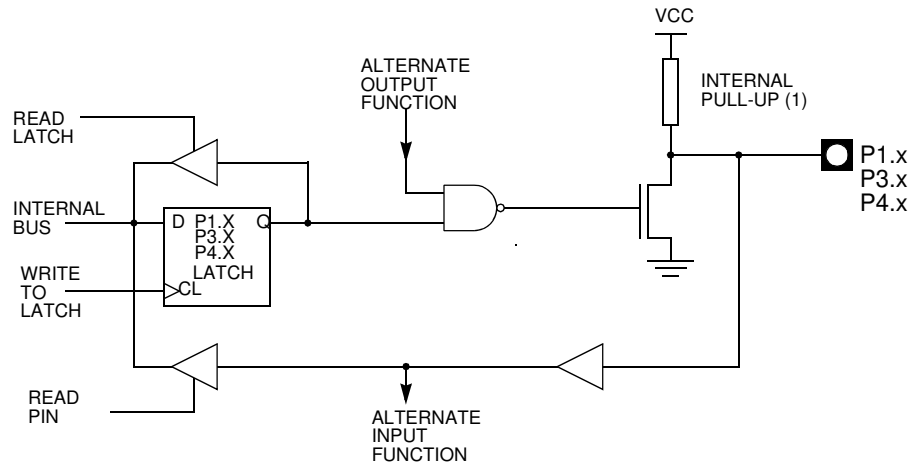 VCC
ALTERNATE
OUTPUT
FUNCTION
INTERNAL
PULL-UP (1)
READ
LATCH
P1.x
P3.x
P4.x
INTERNAL
BUS
D P1.X Q
P3.X
P4.X
LATCH
CL
WRITE
TO
LATCH
READ
PIN
ALTERNATE
INPUT
FUNCTION